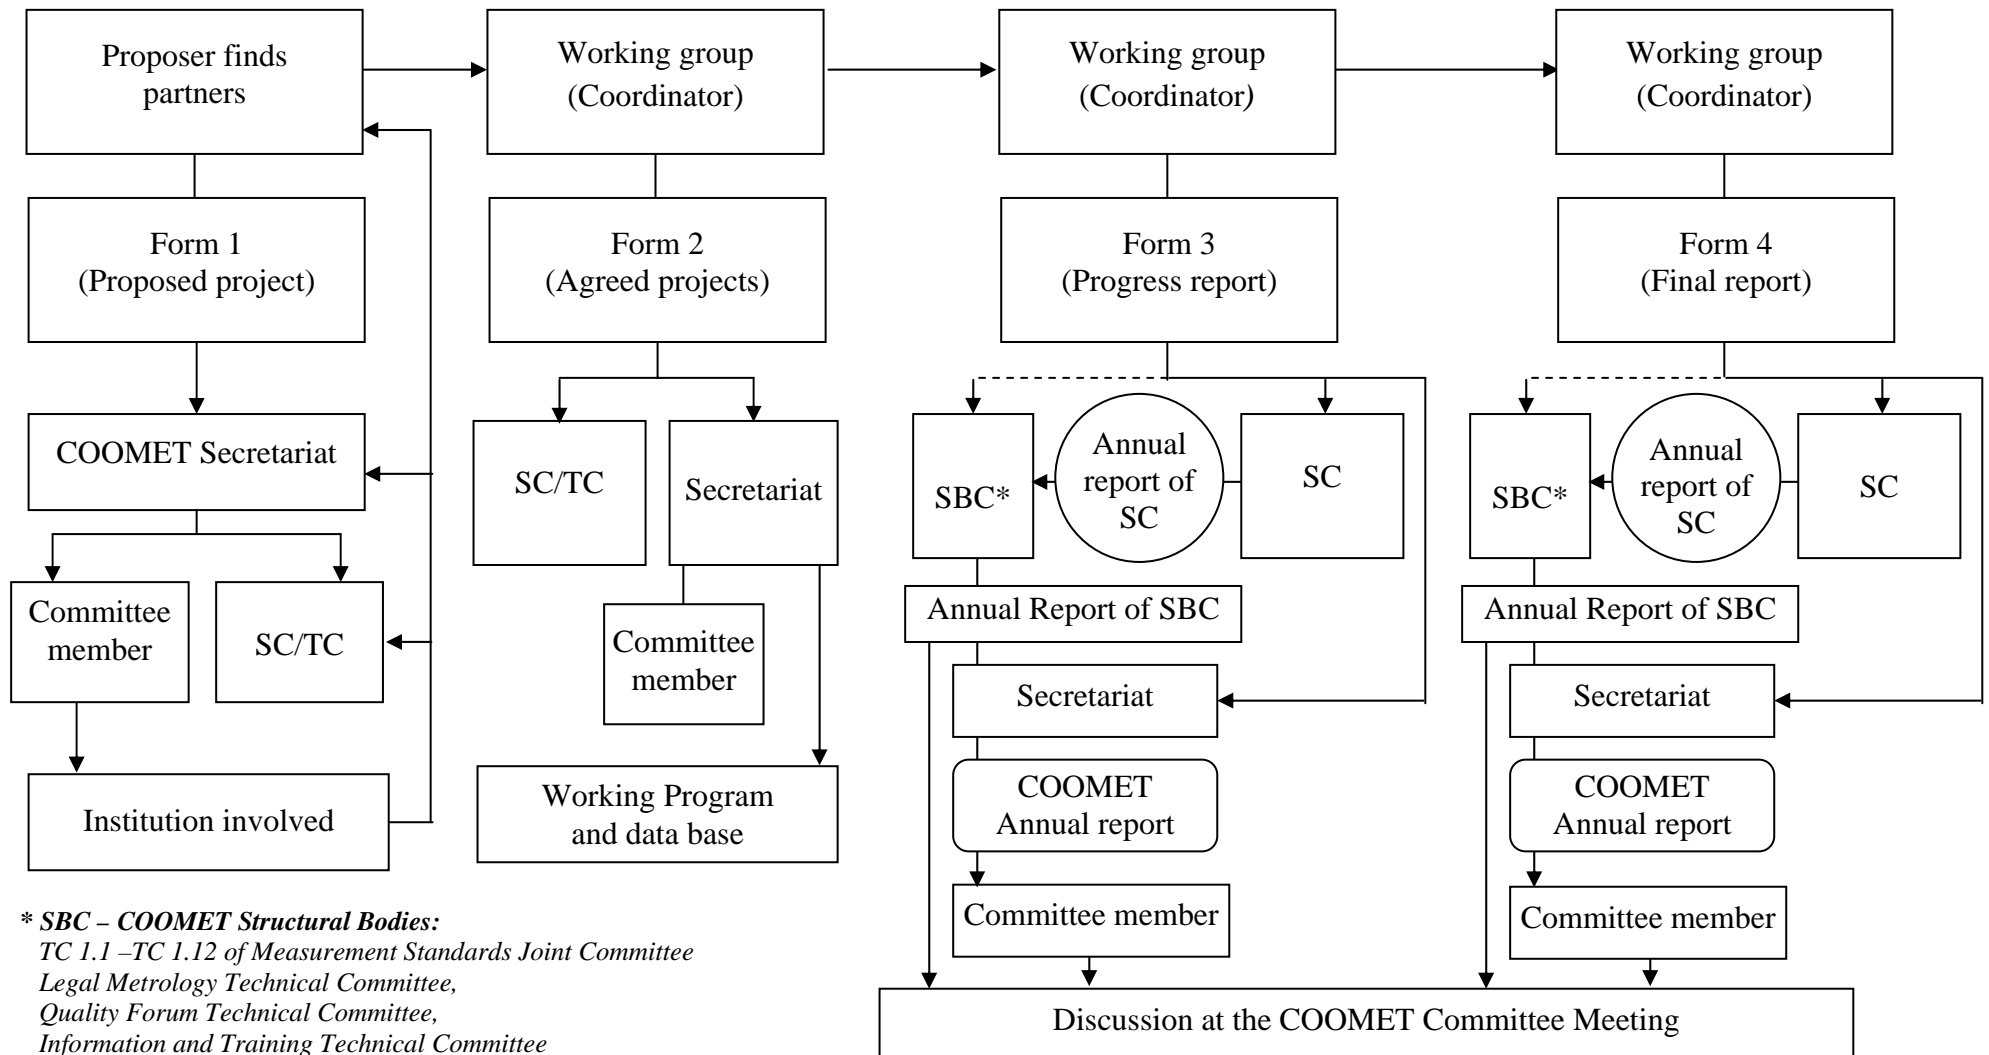 Proposer finds
partners
Working group
(Coordinator)
Working group
(Coordinator)
Working group
(Coordinator)
Form 1
(Proposed project)
Form 2
(Agreed projects)
Form 3
(Progress report)
Form 4
(Final report)
COOMET Secretariat
Committee
member
SC/TC
Institution involved
SC/TC
Secretariat
Committee
member
Working Program
and data base
SBC*
Annual
report of
SC
SC
Annual Report of SBC
Secretariat
COOMET
Annual report
Committee member
SBC*
Annual
report of
SC
SC
Annual Report of SBC
Secretariat
COOMET
Annual report
Committee member
Discussion at the COOMET Committee Meeting
* SBC – COOMET Structural Bodies:
TC 1.1 –TC 1.12 of Measurement Standards Joint Committee
Legal Metrology Technical Committee,
Quality Forum Technical Committee,
Information and Training Technical Committee